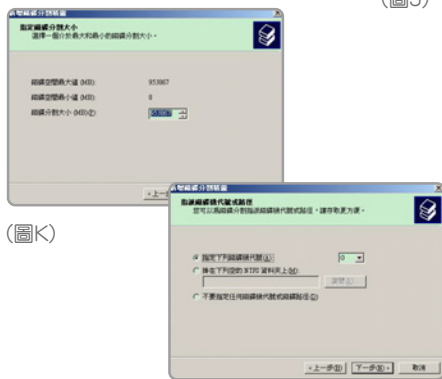 (圖J)
新增磁碟分割精靈
指定磁碟分割大小
選擇一個介於最大和最小的磁碟分割大小。
磁碟空間最大值 (MB): 953867
磁碟空間最小值 (MB): 8
磁碟分割大小 (MB)(P): 953867
<上一步
新增磁碟分割精靈
指派磁碟機代號或路徑
您可以為磁碟分割指派磁碟機代號或路徑,讓存取更方便。
(圖K)
指定下列磁碟機代號(A)
掛在下列空的 NTFS 資料夾上(M):
瀏覽(R)
不要指定任何磁碟機代號或磁碟路徑(D)
<上一步(B) 下一步(N)> 取消